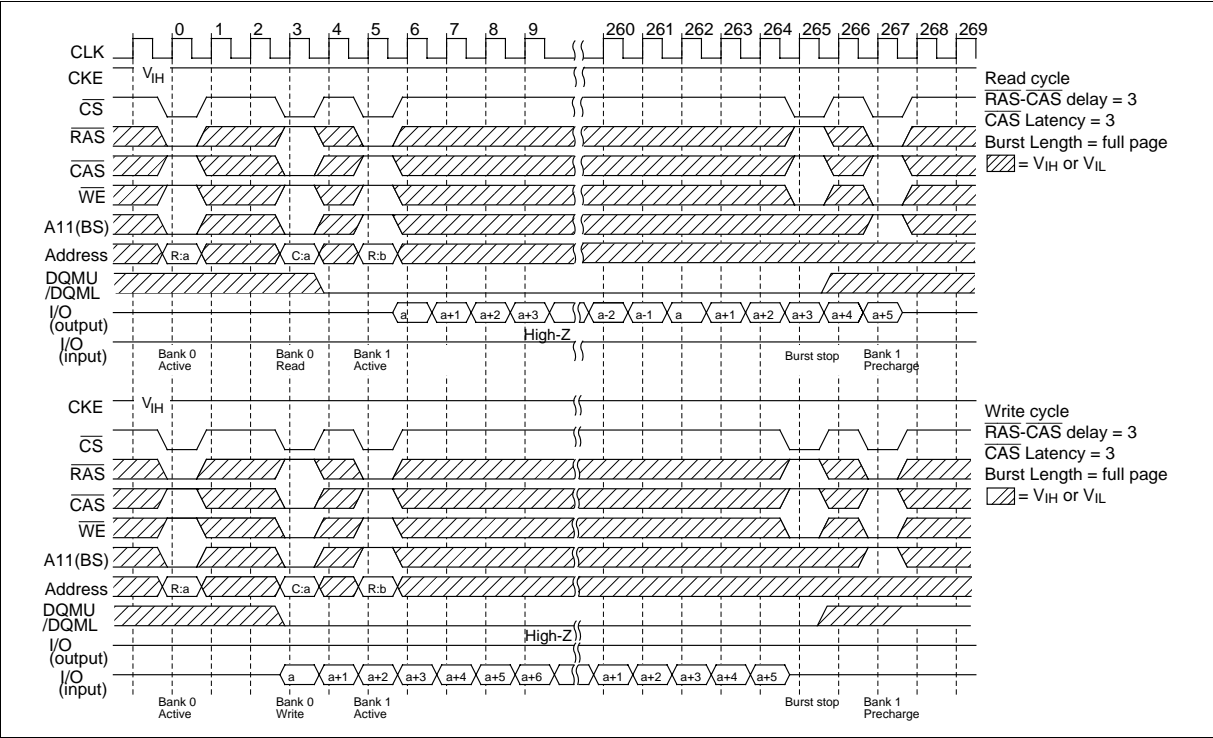 0 1 2 3 4 5 6 7 8 9 260 261 262 263 264 265 266 267 268 269
CLK
CKE VIH
CS
RAS
CAS
WE
A11(BS)
Address R:a C:a R:b
DQMU
/DQML
I/O
(output) a a+1 a+2 a+3 a-2 a-1 a a+1 a+2 a+3 a+4 a+5
High-Z
I/O
(input)
Bank 0 Active
Bank 0 Read
Bank 1 Active
Burst stop
Bank 1 Precharge
Read cycle
RAS-CAS delay = 3
CAS Latency = 3
Burst Length = full page
= VIH or VIL
CKE VIH
CS
RAS
CAS
WE
A11(BS)
Address R:a C:a R:b
DQMU
/DQML
High-Z
I/O
(output)
I/O
(input) a a+1 a+2 a+3 a+4 a+5 a+6 a+1 a+2 a+3 a+4 a+5
Bank 0 Active
Bank 0 Write
Bank 1 Active
Burst stop
Bank 1 Precharge
Write cycle
RAS-CAS delay = 3
CAS Latency = 3
Burst Length = full page
= VIH or VIL